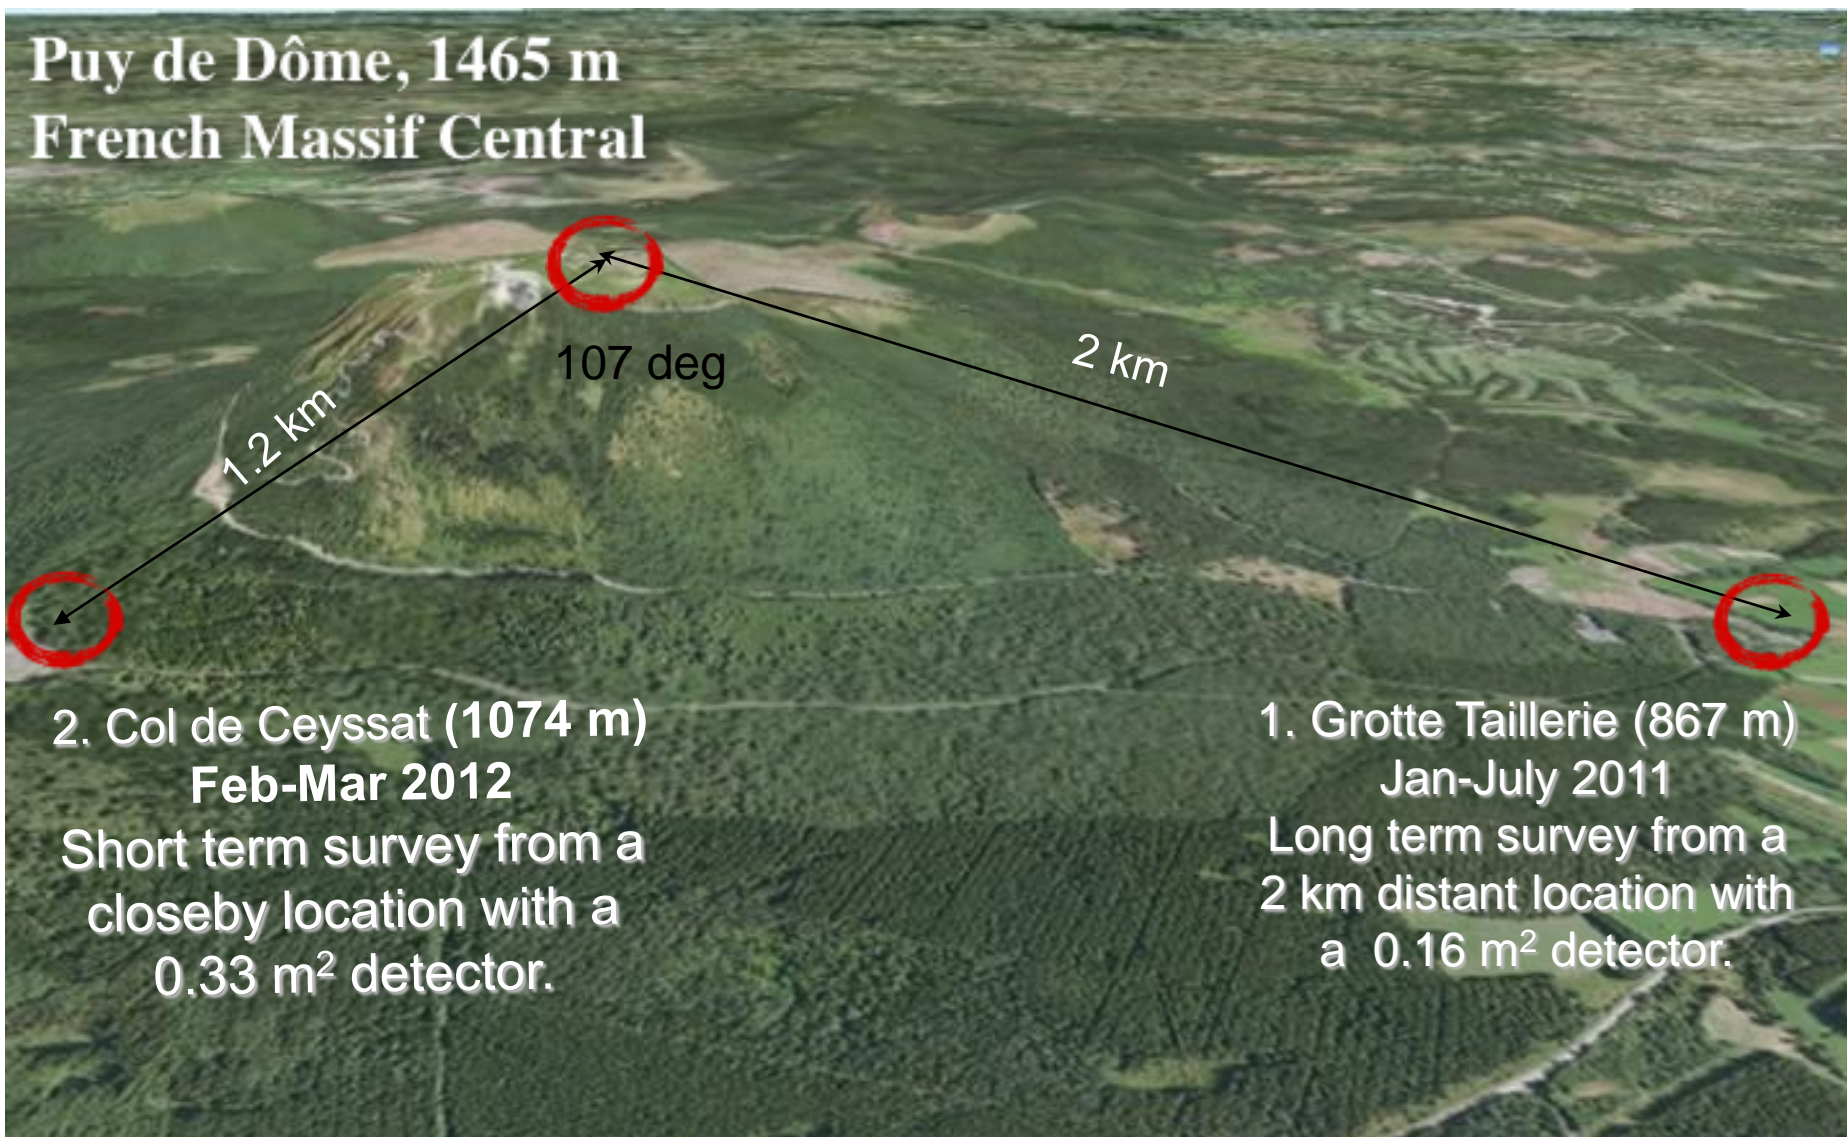 Puy de Dôme, 1465 m
French Massif Central
107 deg
2 km
1.2 km
2. Col de Ceyssat (1074 m)
Feb-Mar 2012
Short term survey from a
closeby location with a
0.33 m² detector.
1. Grotte Taillerie (867 m)
Jan-July 2011
Long term survey from a
2 km distant location with
a 0.16 m² detector.